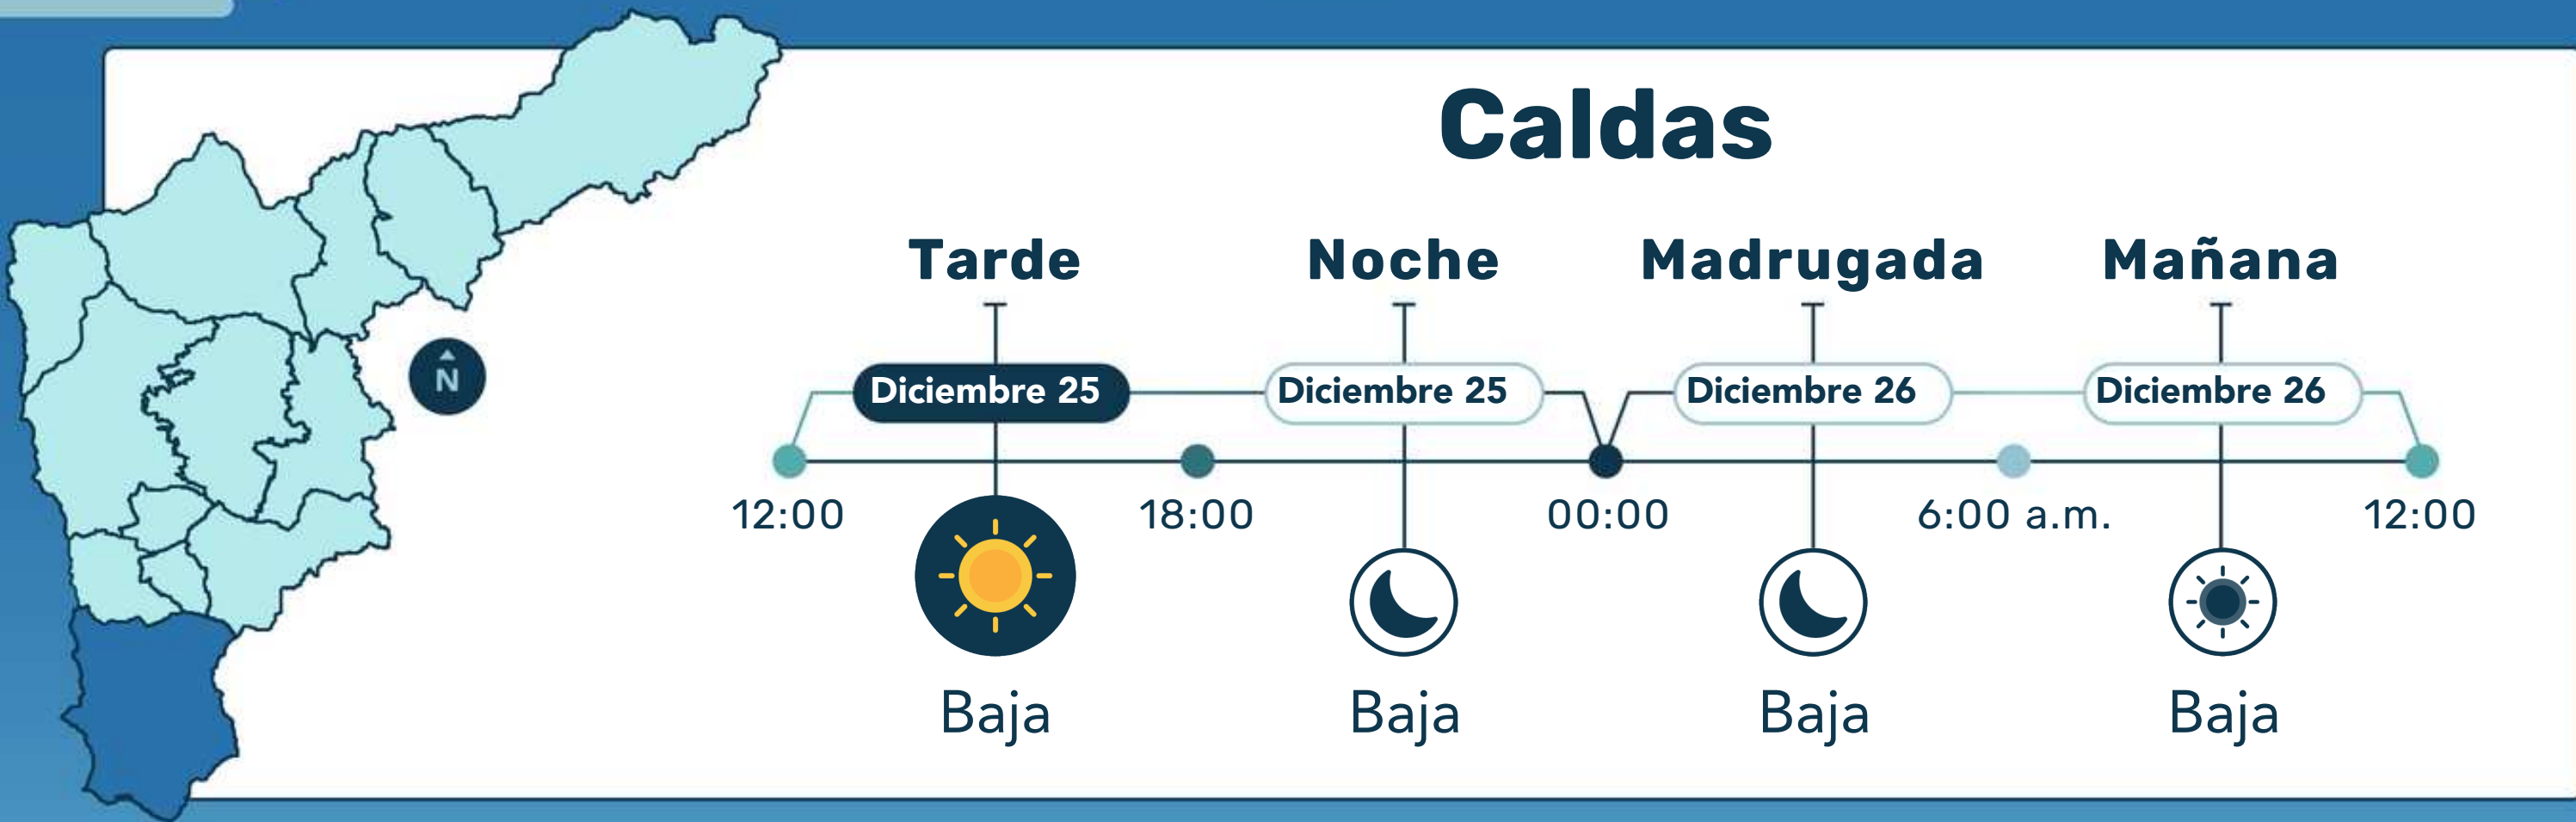 Caldas
Tarde
Noche
Madrugada
Mañana
Diciembre 25
Diciembre 25
Diciembre 26
Diciembre 26
N
12:00
18:00
00:00
6:00 a.m.
12:00
Baja
Baja
Baja
Baja